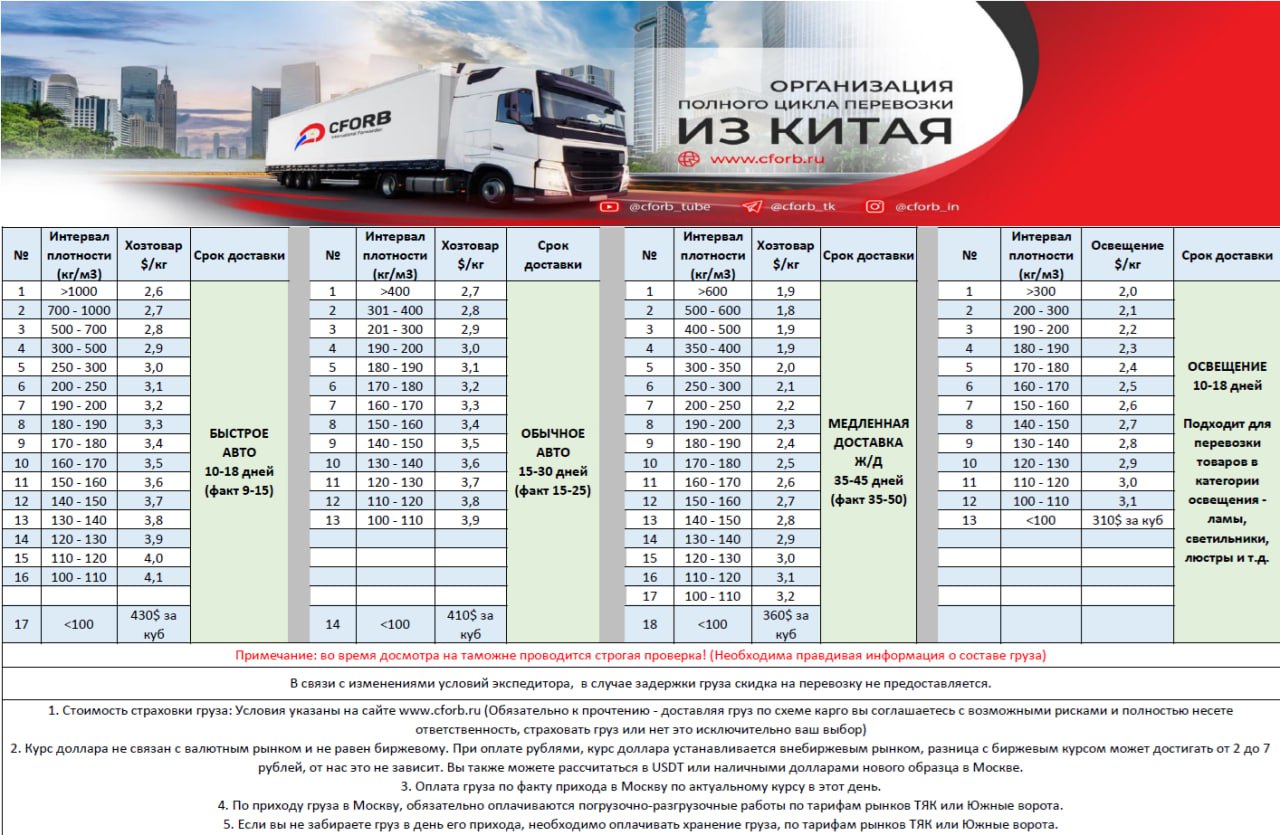 CFORB
International Forwarder
ОРГАНИЗАЦИЯ
ПОЛНОГО ЦИКЛА ПЕРЕВОЗКИ
ИЗ КИТАЯ
www.cforb.ru
@cforb_tube @cforb_tk @cforb_in
№ Интервал плотности (кг/м3) Хозтовар $/кг Срок доставки
1 >1000 2,6
2 700 - 1000 2,7
3 500 - 700 2,8
4 300 - 500 2,9
5 250 - 300 3,0
6 200 - 250 3,1
7 190 - 200 3,2
8 180 - 190 3,3
9 170 - 180 3,4
10 160 - 170 3,5
11 150 - 160 3,6
12 140 - 150 3,7
13 130 - 140 3,8
14 120 - 130 3,9
15 110 - 120 4,0
16 100 - 110 4,1
17 <100 430$ за куб
БЫСТРОЕ
АВТО
10-18 дней
(факт 9-15)
№ Интервал плотности (кг/м3) Хозтовар $/кг Срок доставки
1 >400 2,7
2 301 - 400 2,8
3 201 - 300 2,9
4 190 - 200 3,0
5 180 - 190 3,1
6 170 - 180 3,2
7 160 - 170 3,3
8 150 - 160 3,4
9 140 - 150 3,5
10 130 - 140 3,6
11 120 - 130 3,7
12 110 - 120 3,8
13 100 - 110 3,9
14 <100 410$ за куб
ОБЫЧНОЕ
АВТО
15-30 дней
(факт 15-25)
№ Интервал плотности (кг/м3) Хозтовар $/кг Срок доставки
1 >600 1,9
2 500 - 600 1,8
3 400 - 500 1,9
4 350 - 400 1,9
5 300 - 350 2,0
6 250 - 300 2,1
7 200 - 250 2,2
8 190 - 200 2,3
9 180 - 190 2,4
10 170 - 180 2,5
11 160 - 170 2,6
12 150 - 160 2,7
13 140 - 150 2,8
14 130 - 140 2,9
15 120 - 130 3,0
16 110 - 120 3,1
17 100 - 110 3,2
18 <100 360$ за куб
МЕДЛЕННАЯ
ДОСТАВКА
Ж/Д
35-45 дней
(факт 35-50)
№ Интервал плотности (кг/м3) Освещение $/кг Срок доставки
1 >300 2,0
2 200 - 300 2,1
3 190 - 200 2,2
4 180 - 190 2,3
5 170 - 180 2,4
6 160 - 170 2,5
7 150 - 160 2,6
8 140 - 150 2,7
9 130 - 140 2,8
10 120 - 130 2,9
11 110 - 120 3,0
12 100 - 110 3,1
13 <100 310$ за куб
ОСВЕЩЕНИЕ
10-18 дней
Подходит для
перевозки
товаров в
категории
освещения -
ламы,
светильники,
люстры и т.д.
Примечание: во время досмотра на таможне проводится строгая проверка! (Необходима правдивая информация о составе груза)
В связи с изменениями условий экспедитора, в случае задержки груза скидка на перевозку не предоставляется.
1. Стоимость страховки груза: Условия указаны на сайте www.cforb.ru (Обязательно к прочтению - доставляя груз по схеме карго вы соглашаетесь с возможными рисками и полностью несете
ответственность, страховать груз или нет это исключительно ваш выбор)
2. Курс доллара не связан с валютным рынком и не равен биржевому. При оплате рублями, курс доллара устанавливается внебиржевым рынком, разница с биржевым курсом может достигать от 2 до 7
рублей, от нас это не зависит. Вы также можете рассчитаться в USDT или наличными долларами нового образца в Москве.
3. Оплата груза по факту прихода в Москву по актуальному курсу в этот день.
4. По приходу груза в Москву, обязательно оплачиваются погрузочно-разгрузочные работы по тарифам рынков ТЯК или Южные ворота.
5. Если вы не забираете груз в день его прихода, необходимо оплачивать хранение груза, по тарифам рынков ТЯК или Южные ворота.